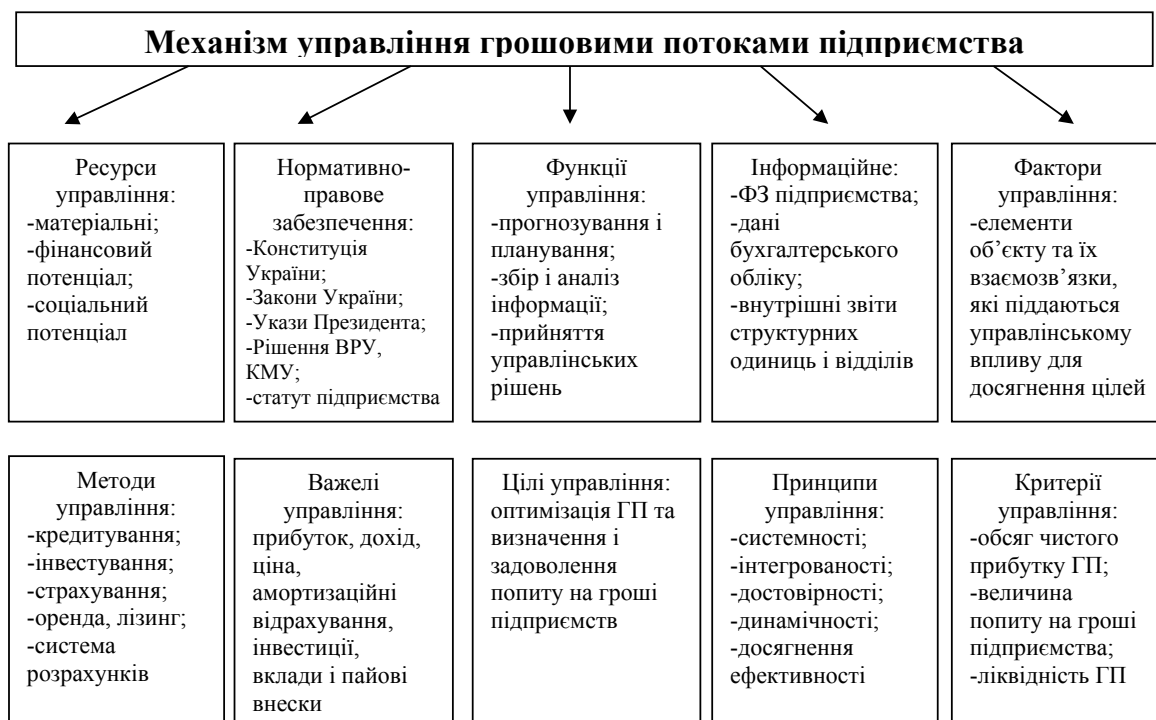 Механізм управління грошовими потоками підприємства
Ресурси
управління:
-матеріальні;
-фінансовий
потенціал;
-соціальний
потенціал
Нормативно-
правове
забезпечення:
-Конституція
України;
-Закони України;
-Укази Президента;
-Рішення ВРУ,
КМУ;
-статут підприємства
Функції
управління:
-прогнозування і
планування;
-збір і аналіз
інформації;
-прийняття
управлінських
рішень
Інформаційне:
-ФЗ підприємства;
-дані
бухгалтерського
обліку;
-внутрішні звіти
структурних
одиниць і відділів
Фактори
управління:
-елементи
об’єкту та їх
взаємозв’язки,
які піддаються
управлінському
впливу для
досягнення цілей
Методи
управління:
-кредитування;
-інвестування;
-страхування;
-оренда, лізинг;
-система
розрахунків
Важелі
управління:
прибуток, дохід,
ціна,
амортизаційні
відрахування,
інвестиції,
вклади і пайові
внески
Цілі управління:
оптимізація ГП та
визначення і
задоволення
попиту на гроші
підприємств
Принципи
управління:
-системності;
-інтегрованості;
-достовірності;
-динамічності;
-досягнення
ефективності
Критерії
управління:
-обсяг чистого
прибутку ГП;
-величина
попиту на гроші
підприємства;
-ліквідність ГП